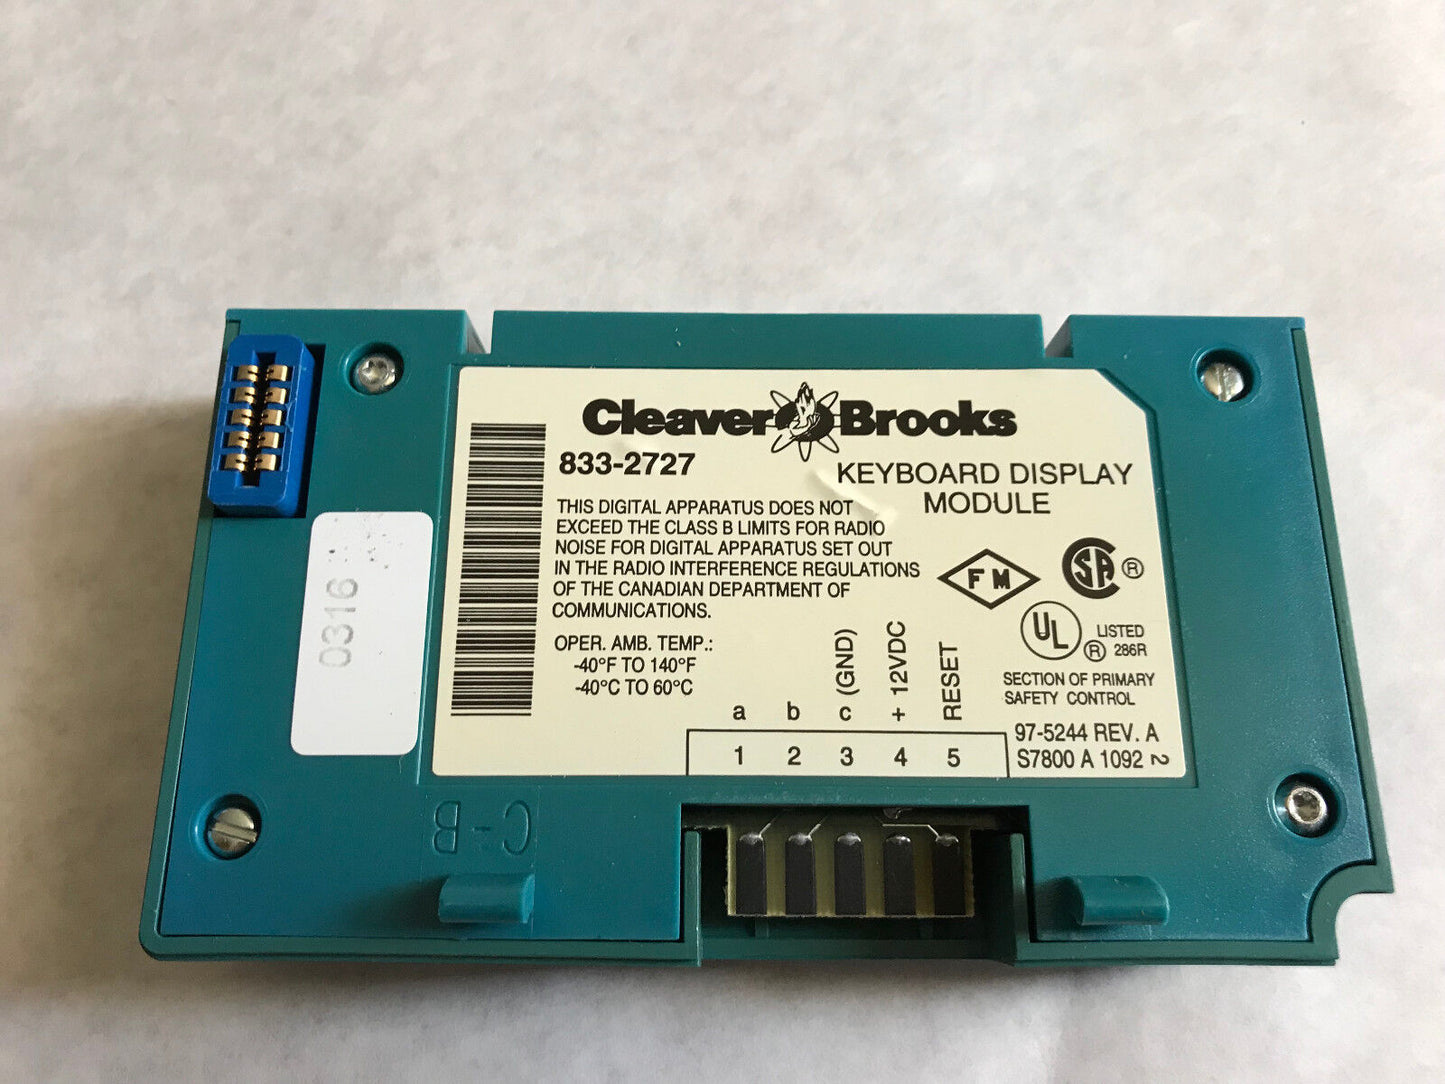 Cleaver Brooks
833-2727
KEYBOARD DISPLAY
MODULE
THIS DIGITAL APPARATUS DOES NOT
EXCEED THE CLASS B LIMITS FOR RADIO
NOISE FOR DIGITAL APPARATUS SET OUT
IN THE RADIO INTERFERENCE REGULATIONS
OF THE CANADIAN DEPARTMENT OF
COMMUNICATIONS.
OPER. AMB. TEMP.:
-40°F TO 140°F
-40°C TO 60°C
FM
CSA ®
UL ® LISTED
286R
SECTION OF PRIMARY
SAFETY CONTROL
97-5244 REV. A
S7800 A 1092 2
a b c (GND) + 12VDC RESET
1 2 3 4 5
0316
C-B